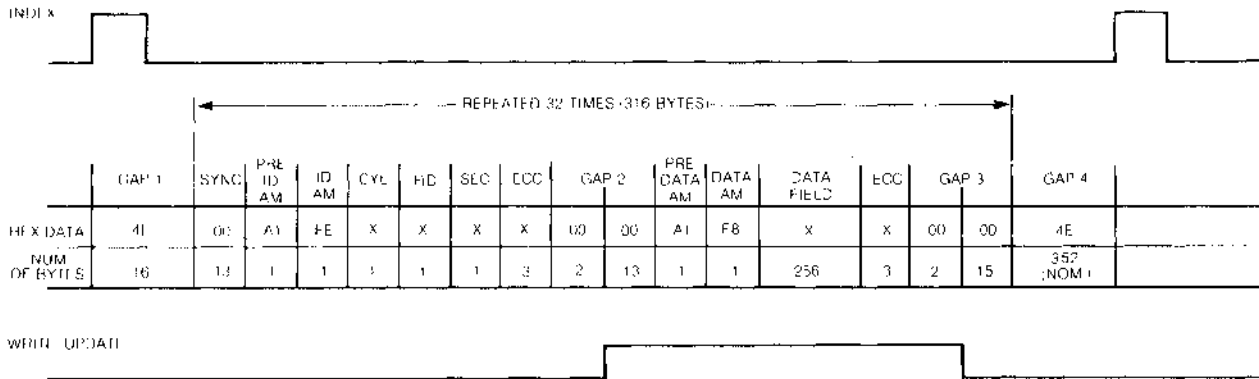 INDEX
REPEATED 32 TIMES (316 BYTES)
GAP 1 SYNC PRE ID AM ID AM CYL HD SEC ECC GAP 2 PRE DATA AM DATA AM DATA FIELD ECC GAP 3 GAP 4
HEX DATA 4E 00 A1 FE X X X X 00 00 A1 F8 X X 00 00 4E
NUM OF BYTES 16 13 1 1 1 1 1 3 2 13 1 1 256 3 2 15 352 (NOM)
WRITE UPDATE